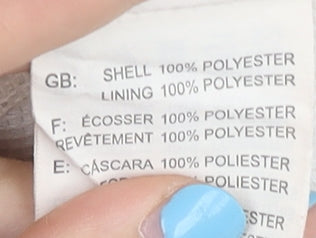 GB: SHELL 100% POLYESTER
LINING 100% POLYESTER
F: ÉCOSSER 100% POLYESTER
REVÊTEMENT 100% POLYESTER
E: CÁSCARA 100% POLIESTER
POLIESTER